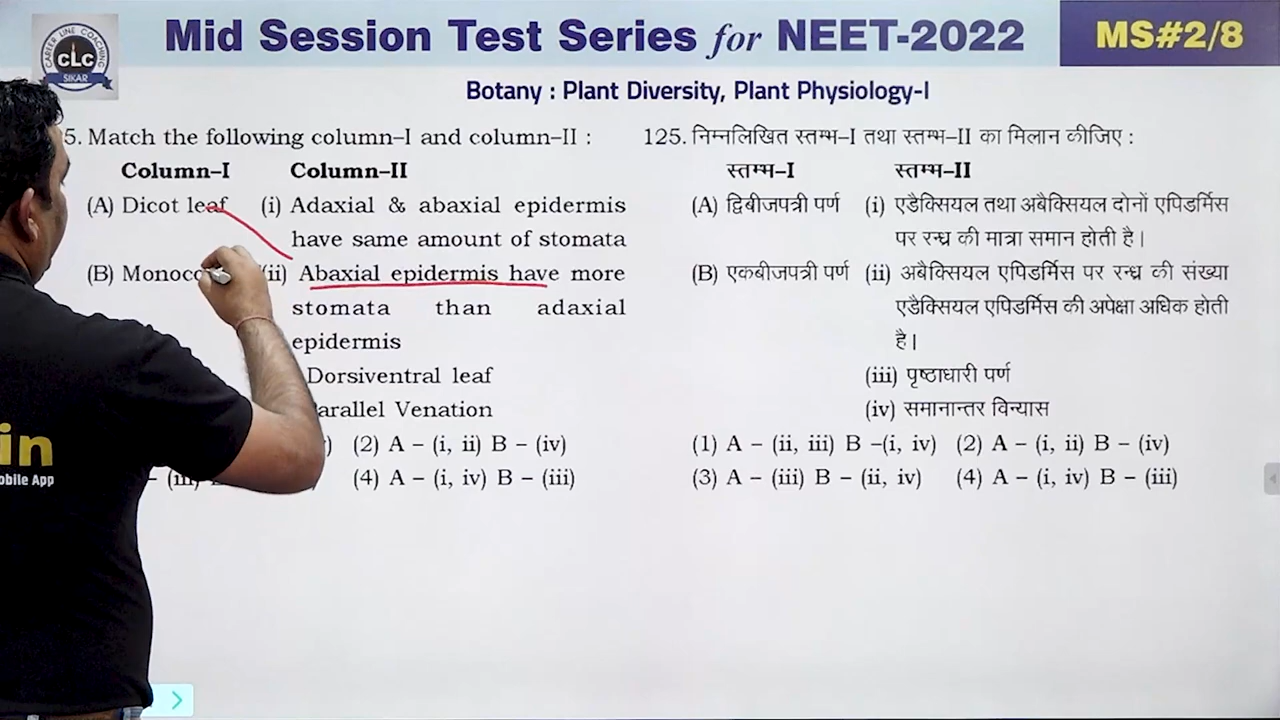 CAREER LINE COACHING
CLC
SIKAR
Mid Session Test Series for NEET-2022
MS#2/8
Botany : Plant Diversity, Plant Physiology-I
5. Match the following column–I and column–II :
Column–I Column–II
(A) Dicot leaf (i) Adaxial & abaxial epidermis
have same amount of stomata
(B) Monoc (ii) Abaxial epidermis have more
stomata than adaxial
epidermis
Dorsiventral leaf
Parallel Venation
(2) A – (i, ii) B – (iv)
(4) A – (i, iv) B – (iii)
125. निम्नलिखित स्तम्भ–I तथा स्तम्भ–II का मिलान कीजिए :
स्तम्भ–I स्तम्भ–II
(A) द्विबीजपत्री पर्ण (i) एडैक्सियल तथा अबैक्सियल दोनों एपिडर्मिस
पर रन्ध्र की मात्रा समान होती है।
(B) एकबीजपत्री पर्ण (ii) अबैक्सियल एपिडर्मिस पर रन्ध्र की संख्या
एडैक्सियल एपिडर्मिस की अपेक्षा अधिक होती
है।
(iii) पृष्ठाधारी पर्ण
(iv) समानान्तर विन्यास
(1) A – (ii, iii) B –(i, iv) (2) A – (i, ii) B – (iv)
(3) A – (iii) B – (ii, iv) (4) A – (i, iv) B – (iii)
in
obile App